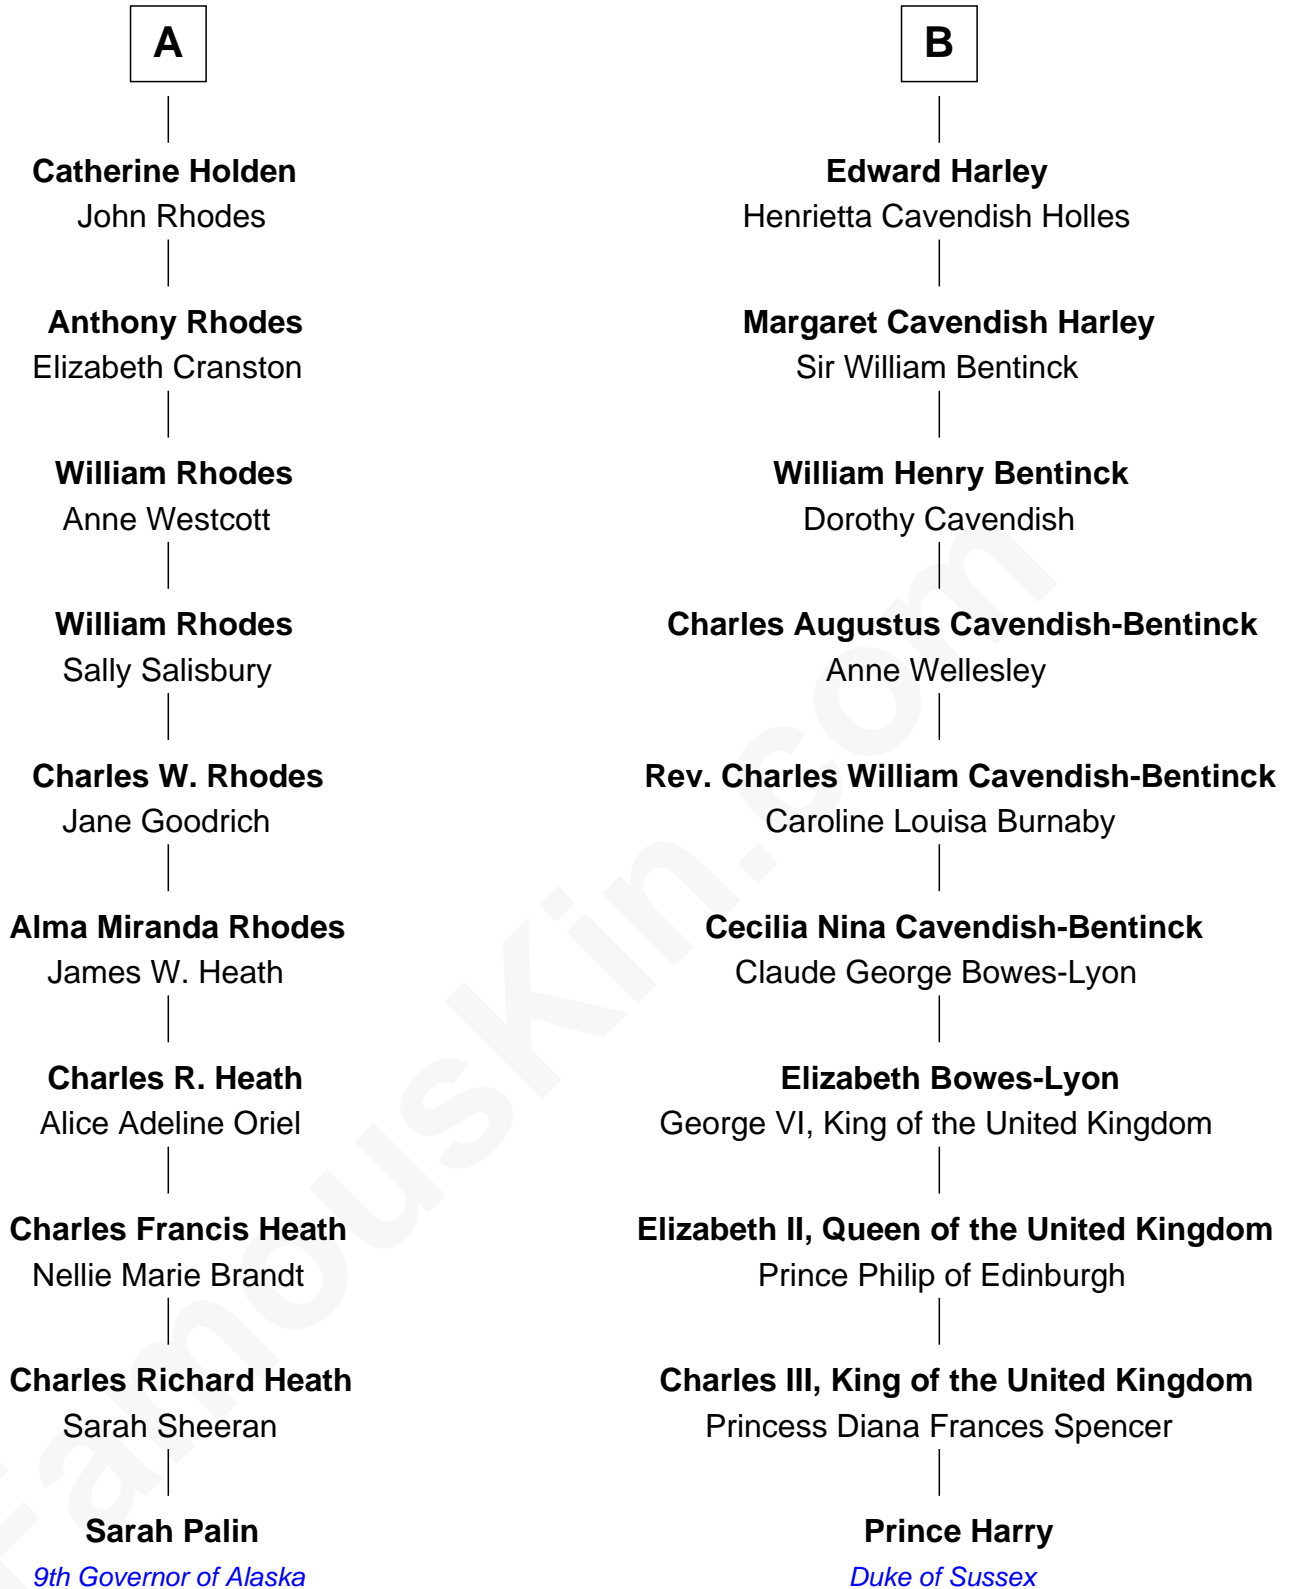 A
Catherine Holden
John Rhodes
Anthony Rhodes
Elizabeth Cranston
William Rhodes
Anne Westcott
William Rhodes
Sally Salisbury
Charles W. Rhodes
Jane Goodrich
Alma Miranda Rhodes
James W. Heath
Charles R. Heath
Alice Adeline Oriel
Charles Francis Heath
Nellie Marie Brandt
Charles Richard Heath
Sarah Sheeran
Sarah Palin
9th Governor of Alaska
B
Edward Harley
Henrietta Cavendish Holles
Margaret Cavendish Harley
Sir William Bentinck
William Henry Bentinck
Dorothy Cavendish
Charles Augustus Cavendish-Bentinck
Anne Wellesley
Rev. Charles William Cavendish-Bentinck
Caroline Louisa Burnaby
Cecilia Nina Cavendish-Bentinck
Claude George Bowes-Lyon
Elizabeth Bowes-Lyon
George VI, King of the United Kingdom
Elizabeth II, Queen of the United Kingdom
Prince Philip of Edinburgh
Charles III, King of the United Kingdom
Princess Diana Frances Spencer
Prince Harry
Duke of Sussex
FamousKin.com